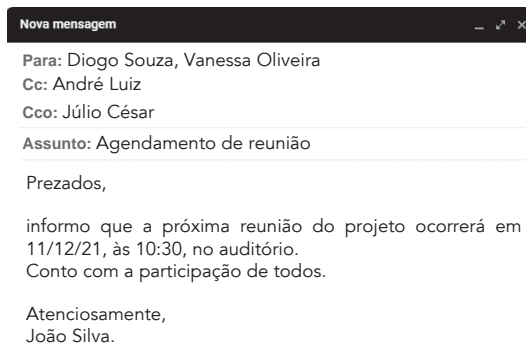 Nova mensagem
Para: Diogo Souza, Vanessa Oliveira
Cc: André Luiz
Cco: Júlio César
Assunto: Agendamento de reunião
Prezados,
informo que a próxima reunião do projeto ocorrerá em
11/12/21, às 10:30, no auditório.
Conto com a participação de todos.
Atenciosamente,
João Silva.